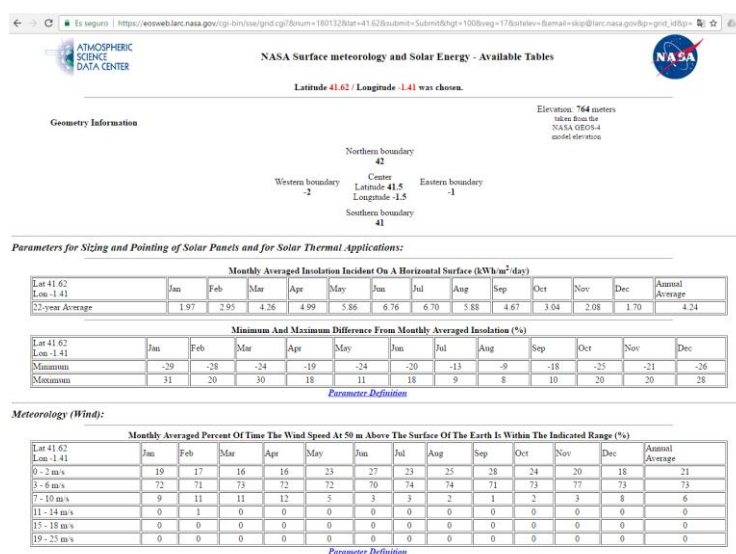 Es seguro | https://eosweb.larc.nasa.gov/cgi-bin/sse/grid.cgi?&num=180132&lat=41.62&submit=Submit&hgt=100&veg=17&sitelev=&email=skip@larc.nasa.gov&p=grid_id&p=
ATMOSPHERIC
SCIENCE
DATA CENTER
NASA Surface meteorology and Solar Energy - Available Tables
NASA
Latitude 41.62 / Longitude -1.41 was chosen.
Geometry Information
Elevation: 764 meters
taken from the
NASA GEOS-4
model elevation
Northern boundary
42
Western boundary
-2
Center
Latitude 41.5
Longitude -1.5
Eastern boundary
-1
Southern boundary
41
Parameters for Sizing and Pointing of Solar Panels and for Solar Thermal Applications:
Monthly Averaged Insolation Incident On A Horizontal Surface (kWh/m²/day)
Lat 41.62
Lon -1.41 Jan Feb Mar Apr May Jun Jul Aug Sep Oct Nov Dec Annual Average
22-year Average 1.97 2.95 4.26 4.99 5.86 6.76 6.70 5.88 4.67 3.04 2.08 1.70 4.24
Minimum And Maximum Difference From Monthly Averaged Insolation (%)
Lat 41.62
Lon -1.41 Jan Feb Mar Apr May Jun Jul Aug Sep Oct Nov Dec
Minimum -29 -28 -24 -19 -24 -20 -13 -9 -18 -25 -21 -26
Maximum 31 20 30 18 11 18 9 8 10 20 20 28
Parameter Definition
Meteorology (Wind):
Monthly Averaged Percent Of Time The Wind Speed At 50 m Above The Surface Of The Earth Is Within The Indicated Range (%)
Lat 41.62
Lon -1.41 Jan Feb Mar Apr May Jun Jul Aug Sep Oct Nov Dec Annual Average
0 - 2 m/s 19 17 16 16 23 27 23 25 28 24 20 18 21
3 - 6 m/s 72 71 73 72 72 70 74 74 71 73 77 73 73
7 - 10 m/s 9 11 11 12 5 3 3 2 1 2 3 8 6
11 - 14 m/s 0 1 0 0 0 0 0 0 0 0 0 0 0
15 - 18 m/s 0 0 0 0 0 0 0 0 0 0 0 0 0
19 - 25 m/s 0 0 0 0 0 0 0 0 0 0 0 0 0
Parameter Definition